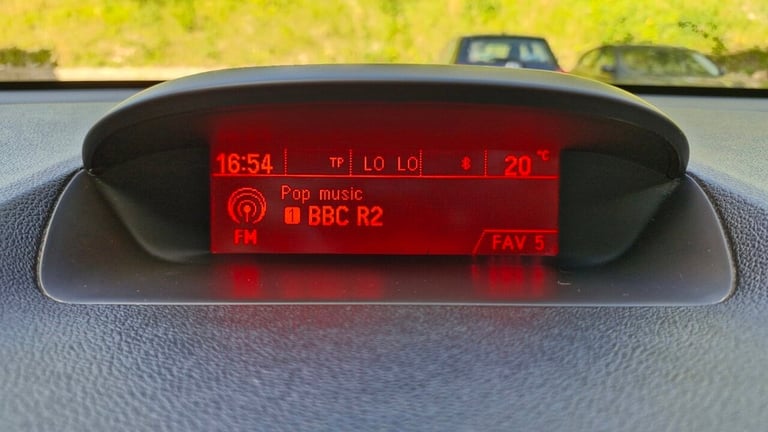 16:54 TP LO LO 20 °C
Pop music
1 BBC R2
FM
FAV 5